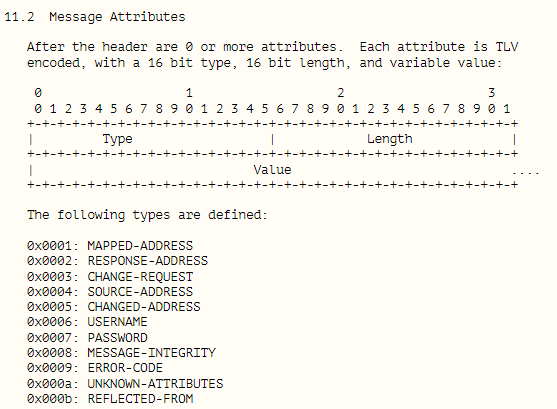 11.2  Message Attributes
After the header are 0 or more attributes.  Each attribute is TLV
encoded, with a 16 bit type, 16 bit length, and variable value:
 0                   1                   2                   3
 0 1 2 3 4 5 6 7 8 9 0 1 2 3 4 5 6 7 8 9 0 1 2 3 4 5 6 7 8 9 0 1
+-+-+-+-+-+-+-+-+-+-+-+-+-+-+-+-+-+-+-+-+-+-+-+-+-+-+-+-+-+-+-+-+
|         Type                  |            Length             |
+-+-+-+-+-+-+-+-+-+-+-+-+-+-+-+-+-+-+-+-+-+-+-+-+-+-+-+-+-+-+-+-+
|                             Value                             ....
+-+-+-+-+-+-+-+-+-+-+-+-+-+-+-+-+-+-+-+-+-+-+-+-+-+-+-+-+-+-+-+-+
The following types are defined:
0x0001: MAPPED-ADDRESS
0x0002: RESPONSE-ADDRESS
0x0003: CHANGE-REQUEST
0x0004: SOURCE-ADDRESS
0x0005: CHANGED-ADDRESS
0x0006: USERNAME
0x0007: PASSWORD
0x0008: MESSAGE-INTEGRITY
0x0009: ERROR-CODE
0x000a: UNKNOWN-ATTRIBUTES
0x000b: REFLECTED-FROM